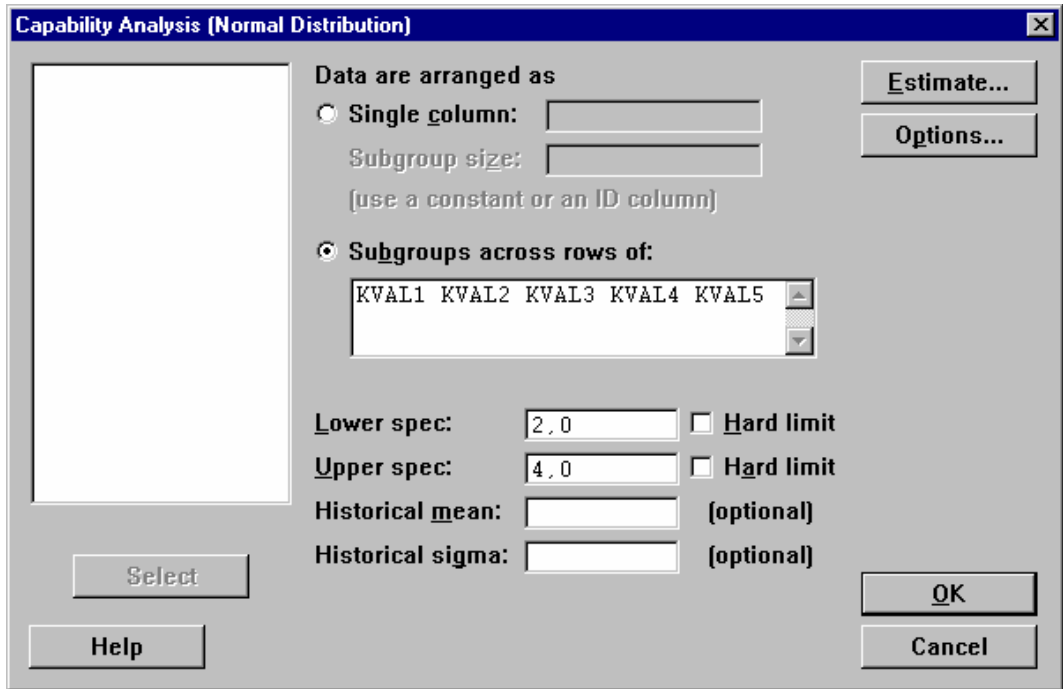 Capability Analysis (Normal Distribution)
Data are arranged as
Single column:
Subgroup size:
(use a constant or an ID column)
Subgroups across rows of:
KVAL1 KVAL2 KVAL3 KVAL4 KVAL5
Lower spec: 2,0 Hard limit
Upper spec: 4,0 Hard limit
Historical mean: (optional)
Historical sigma: (optional)
Estimate...
Options...
Select
Help
OK
Cancel